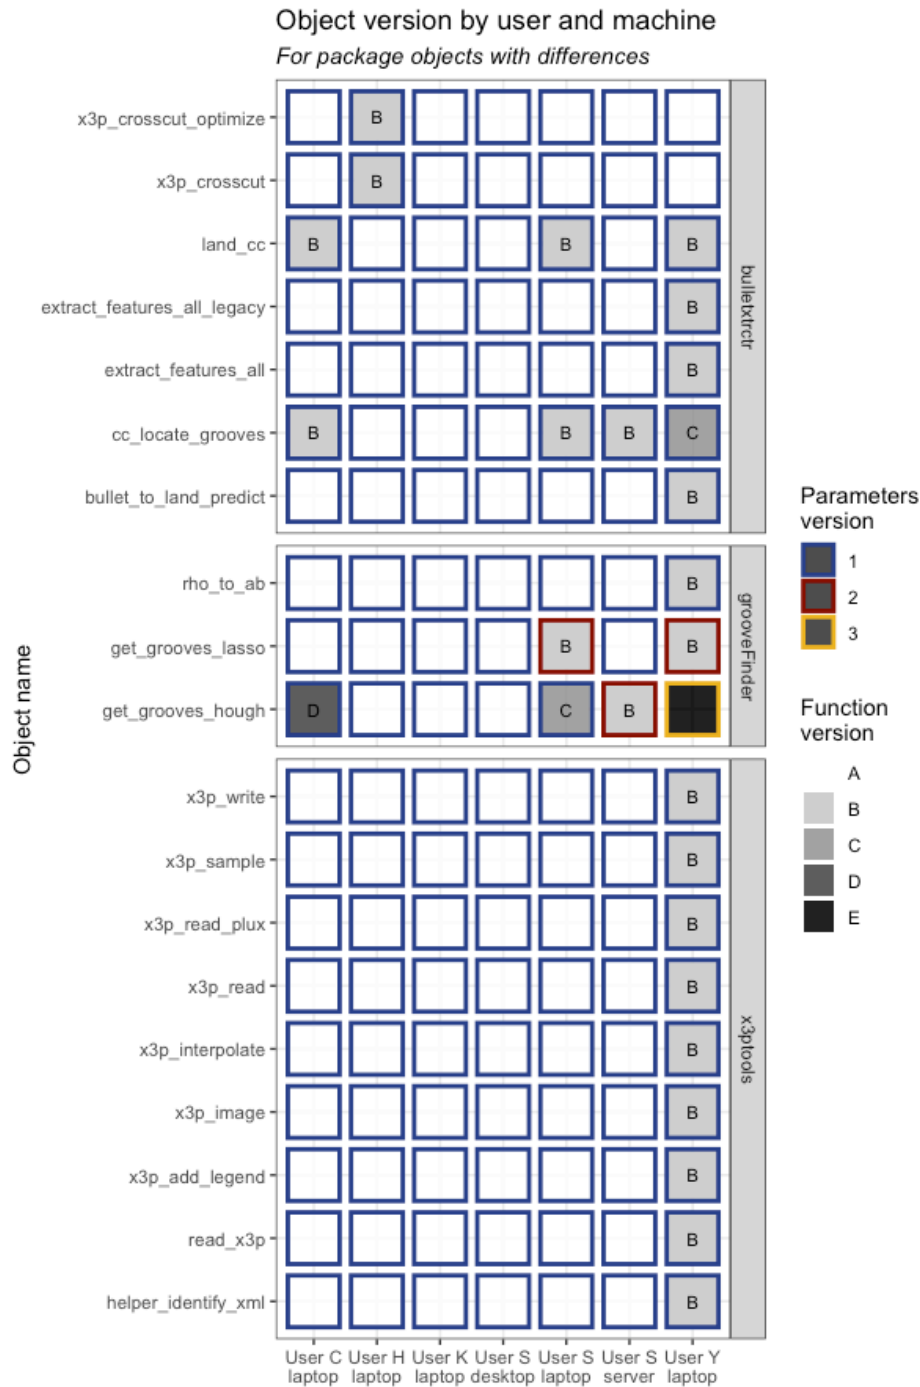 Object version by user and machine
For package objects with differences
x3p_crosscut_optimize
B
x3p_crosscut
B
land_cc
B B B
extract_features_all_legacy
B
extract_features_all
B
cc_locate_grooves
B B B C
bullet_to_land_predict
B
bulletxtrctr
rho_to_ab
B
get_grooves_lasso
B B
get_grooves_hough
D C B
grooveFinder
x3p_write
B
x3p_sample
B
x3p_read_plux
B
x3p_read
B
x3p_interpolate
B
x3p_image
B
x3p_add_legend
B
read_x3p
B
helper_identify_xml
B
x3ptools
Object name
User C User H User K User S User S User S User Y
laptop laptop laptop desktop laptop server laptop
Parameters
version
1
2
3
Function
version
A
B
C
D
E